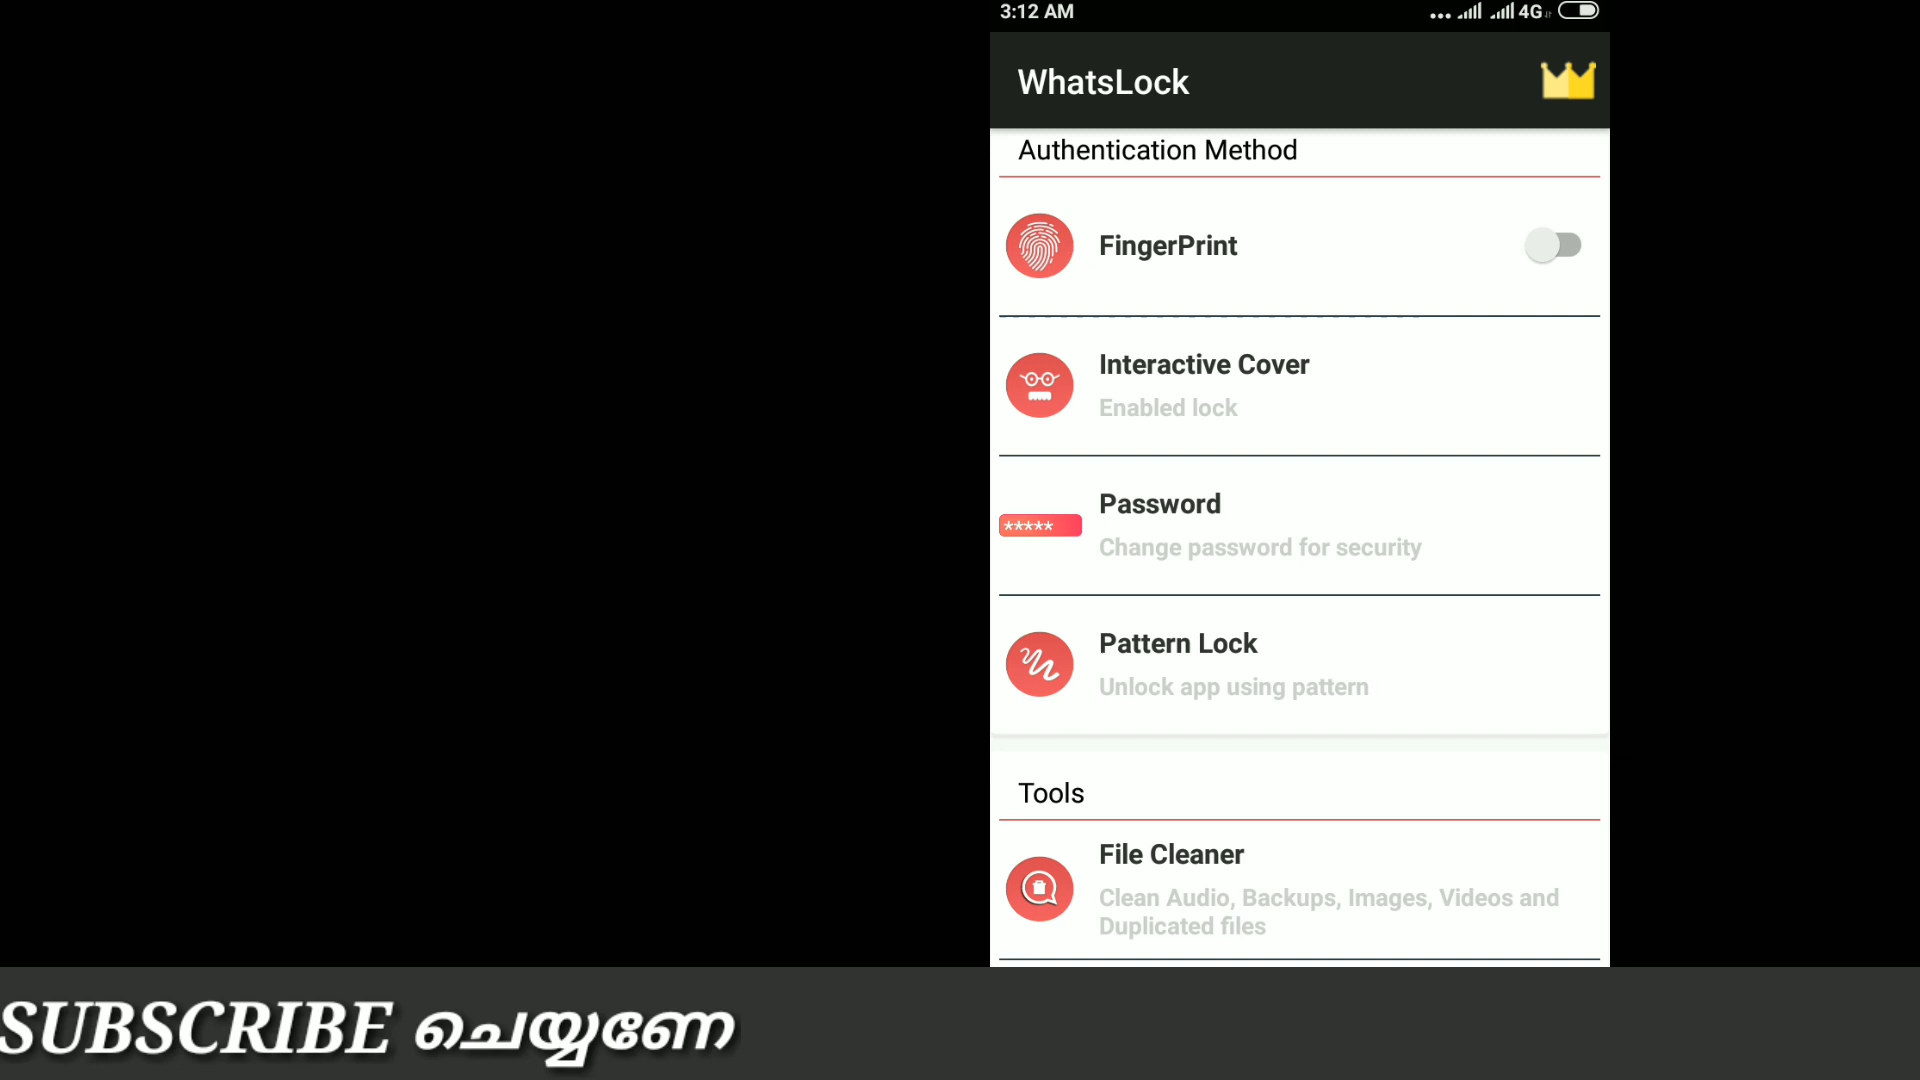 3:12 AM
4G
WhatsLock
Authentication Method
FingerPrint
Interactive Cover
Enabled lock
*****
Password
Change password for security
Pattern Lock
Unlock app using pattern
Tools
File Cleaner
Clean Audio, Backups, Images, Videos and
Duplicated files
SUBSCRIBE ചെയ്യണേ